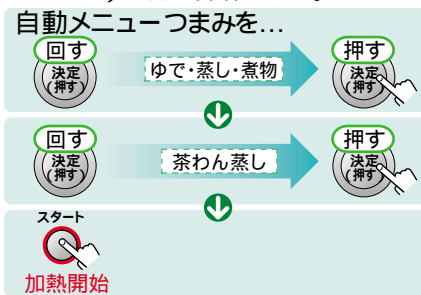 自動メニューつまみを…
回す
決定
(押す)
ゆで・蒸し・煮物
押す
決定
(押す
回す
決定
(押す)
茶わん蒸し
押す
決定
(押す
スタート
加熱開始